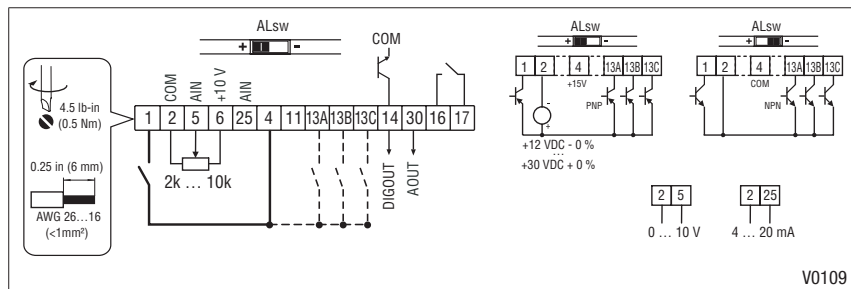 ALsw
+ -
COM
4.5 lb-in
(0.5 Nm)
0.25 in (6 mm)
AWG 26...16
(<1mm²)
COM
AIN
+10 V
AIN
1 2 5 6 25 4 11 13A 13B 13C 14 30 16 17
2k ... 10k
DIGOUT
AOUT
ALsw
+ -
1 2 4 13A 13B 13C
+15V
PNP
-
+
+12 VDC - 0 %
...
+30 VDC + 0 %
ALsw
+ -
1 2 4 13A 13B 13C
COM
NPN
2 5
0 ... 10 V
2 25
4 ... 20 mA
V0109